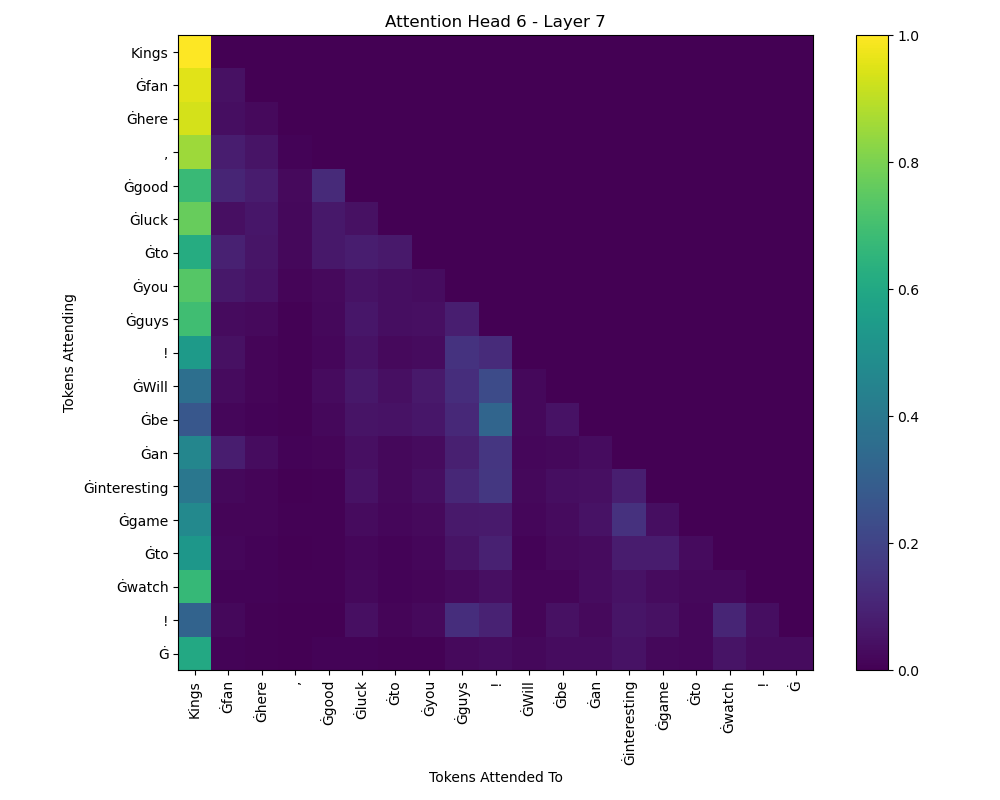 Attention Head 6 - Layer 7
Tokens Attending
Kings
Ġfan
Ġhere
,
Ġgood
Ġluck
Ġto
Ġyou
Ġguys
!
ĠWill
Ġbe
Ġan
Ġinteresting
Ġgame
Ġto
Ġwatch
!
Ġ
Kings
Ġfan
Ġhere
,
Ġgood
Ġluck
Ġto
Ġyou
Ġguys
!
ĠWill
Ġbe
Ġan
Ġinteresting
Ġgame
Ġto
Ġwatch
!
Ġ
Tokens Attended To
1.0
0.8
0.6
0.4
0.2
0.0